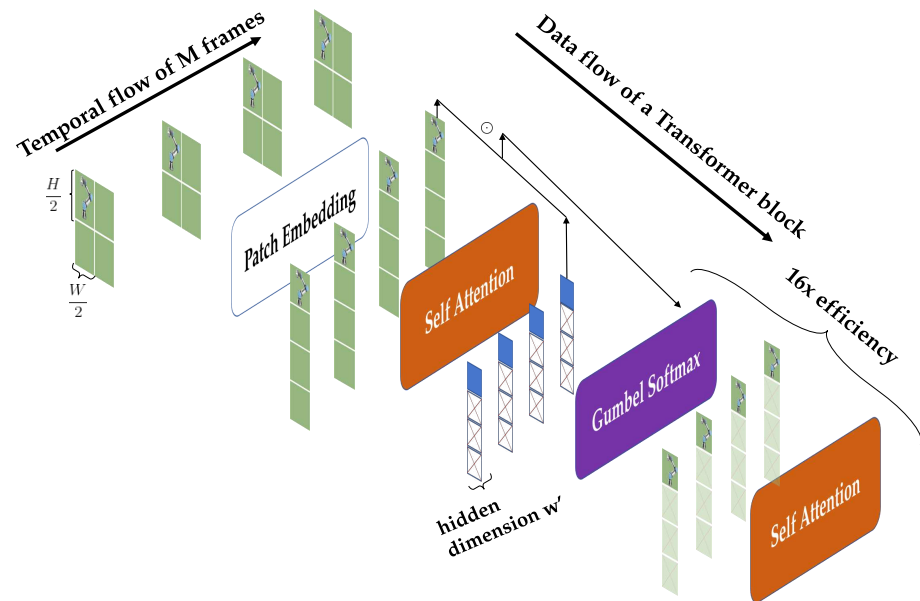 Temporal flow of M frames
Data flow of a Transformer block
H
2
W
2
⊙
Patch Embedding
Self Attention
Gumbel Softmax
16x efficiency
hidden
dimension w′
Self Attention